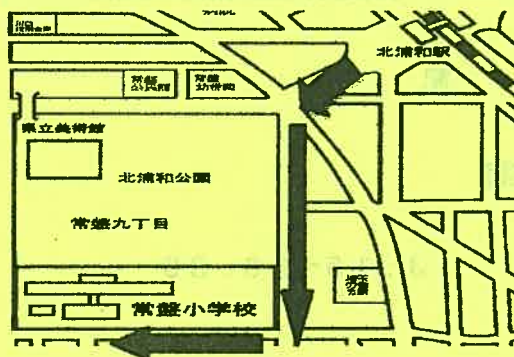 北浦和駅
常盤
公民館
常盤
幼稚園
県立美術館
北浦和公園
常盤九丁目
常盤小学校